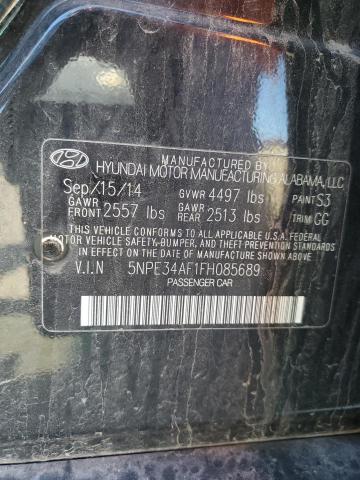 MANUFACTURED BY
HYUNDAI MOTOR MANUFACTURING ALABAMA, LLC
Sep/15/14 GVWR 4497 lbs PAINT S3
GAWR FRONT 2557 lbs GAWR REAR 2513 lbs TRIM GG
THIS VEHICLE CONFORMS TO ALL APPLICABLE U.S.A FEDERAL MOTOR VEHICLE
SAFETY, BUMPER, AND THEFT PREVENTION STANDARDS
IN EFFECT ON THE DATE OF MANUFACTURE SHOWN ABOVE.
V.I.N 5NPE34AF1FH085689
PASSENGER CAR